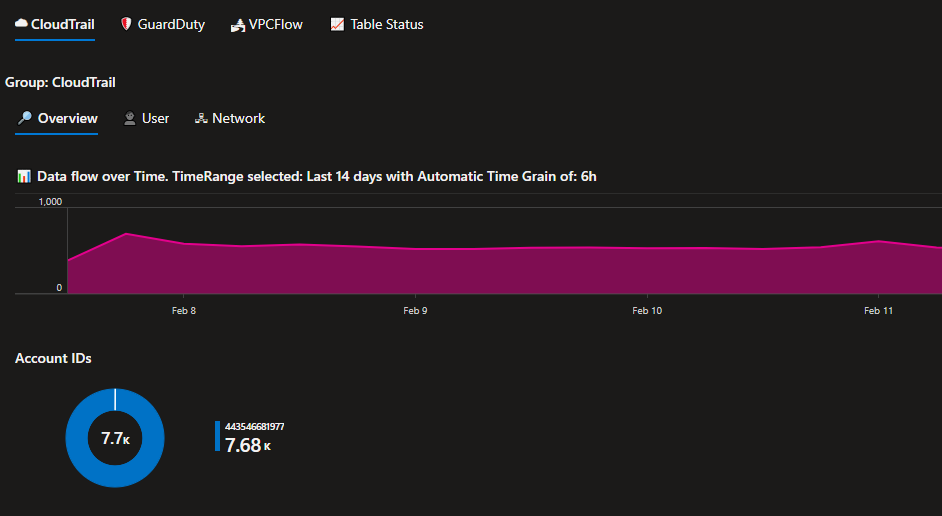 CloudTrail GuardDuty VPCFlow Table Status
Group: CloudTrail
Overview User Network
Data flow over Time. TimeRange selected: Last 14 days with Automatic Time Grain of: 6h
1,000
0
Feb 8 Feb 9 Feb 10 Feb 11
Account IDs
7.7K
443546681977
7.68 K